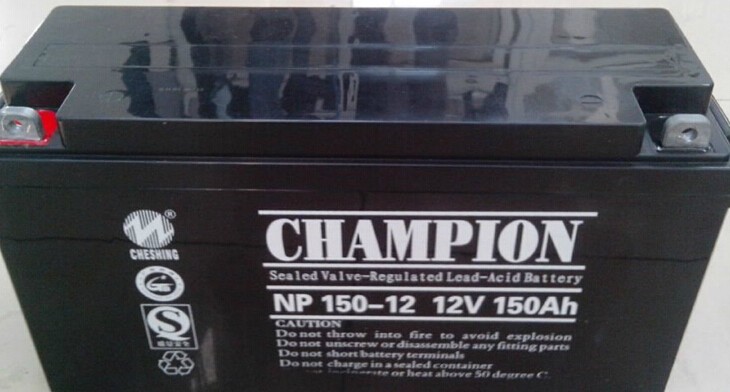 ®
CHESHING
CHAMPION
Sealed Valve-Regulated Lead-Acid Battery
NP 150-12 12V 150Ah
CAUTION
Do not throw into fire to avoid explosion
Do not unscrew or disassemble any fitting parts
Do not short battery terminals
Do not charge in a sealed container
not incinerate or heat above 50 degree C.